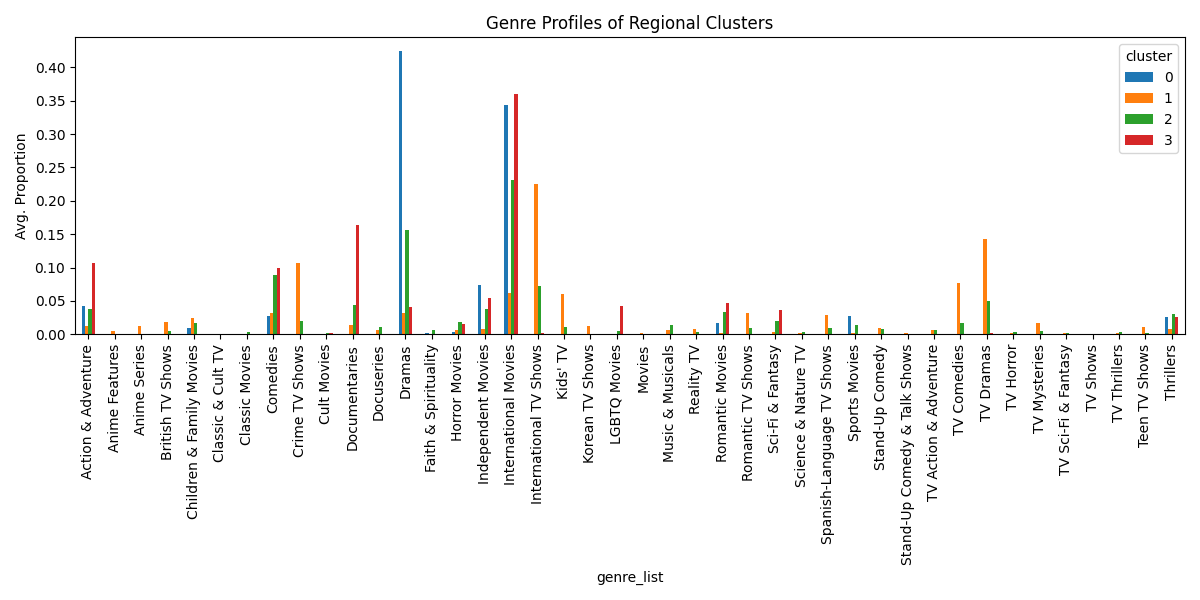 Genre Profiles of Regional Clusters
cluster
0
1
2
3
Avg. Proportion
0.40
0.35
0.30
0.25
0.20
0.15
0.10
0.05
0.00
Action & Adventure
Anime Features
Anime Series
British TV Shows
Children & Family Movies
Classic & Cult TV
Classic Movies
Comedies
Crime TV Shows
Cult Movies
Documentaries
Docuseries
Dramas
Faith & Spirituality
Horror Movies
Independent Movies
International Movies
International TV Shows
Kids' TV
Korean TV Shows
LGBTQ Movies
Movies
Music & Musicals
Reality TV
Romantic Movies
Romantic TV Shows
Sci-Fi & Fantasy
Science & Nature TV
Spanish-Language TV Shows
Sports Movies
Stand-Up Comedy
Stand-Up Comedy & Talk Shows
TV Action & Adventure
TV Comedies
TV Dramas
TV Horror
TV Mysteries
TV Sci-Fi & Fantasy
TV Shows
TV Thrillers
Teen TV Shows
Thrillers
genre_list